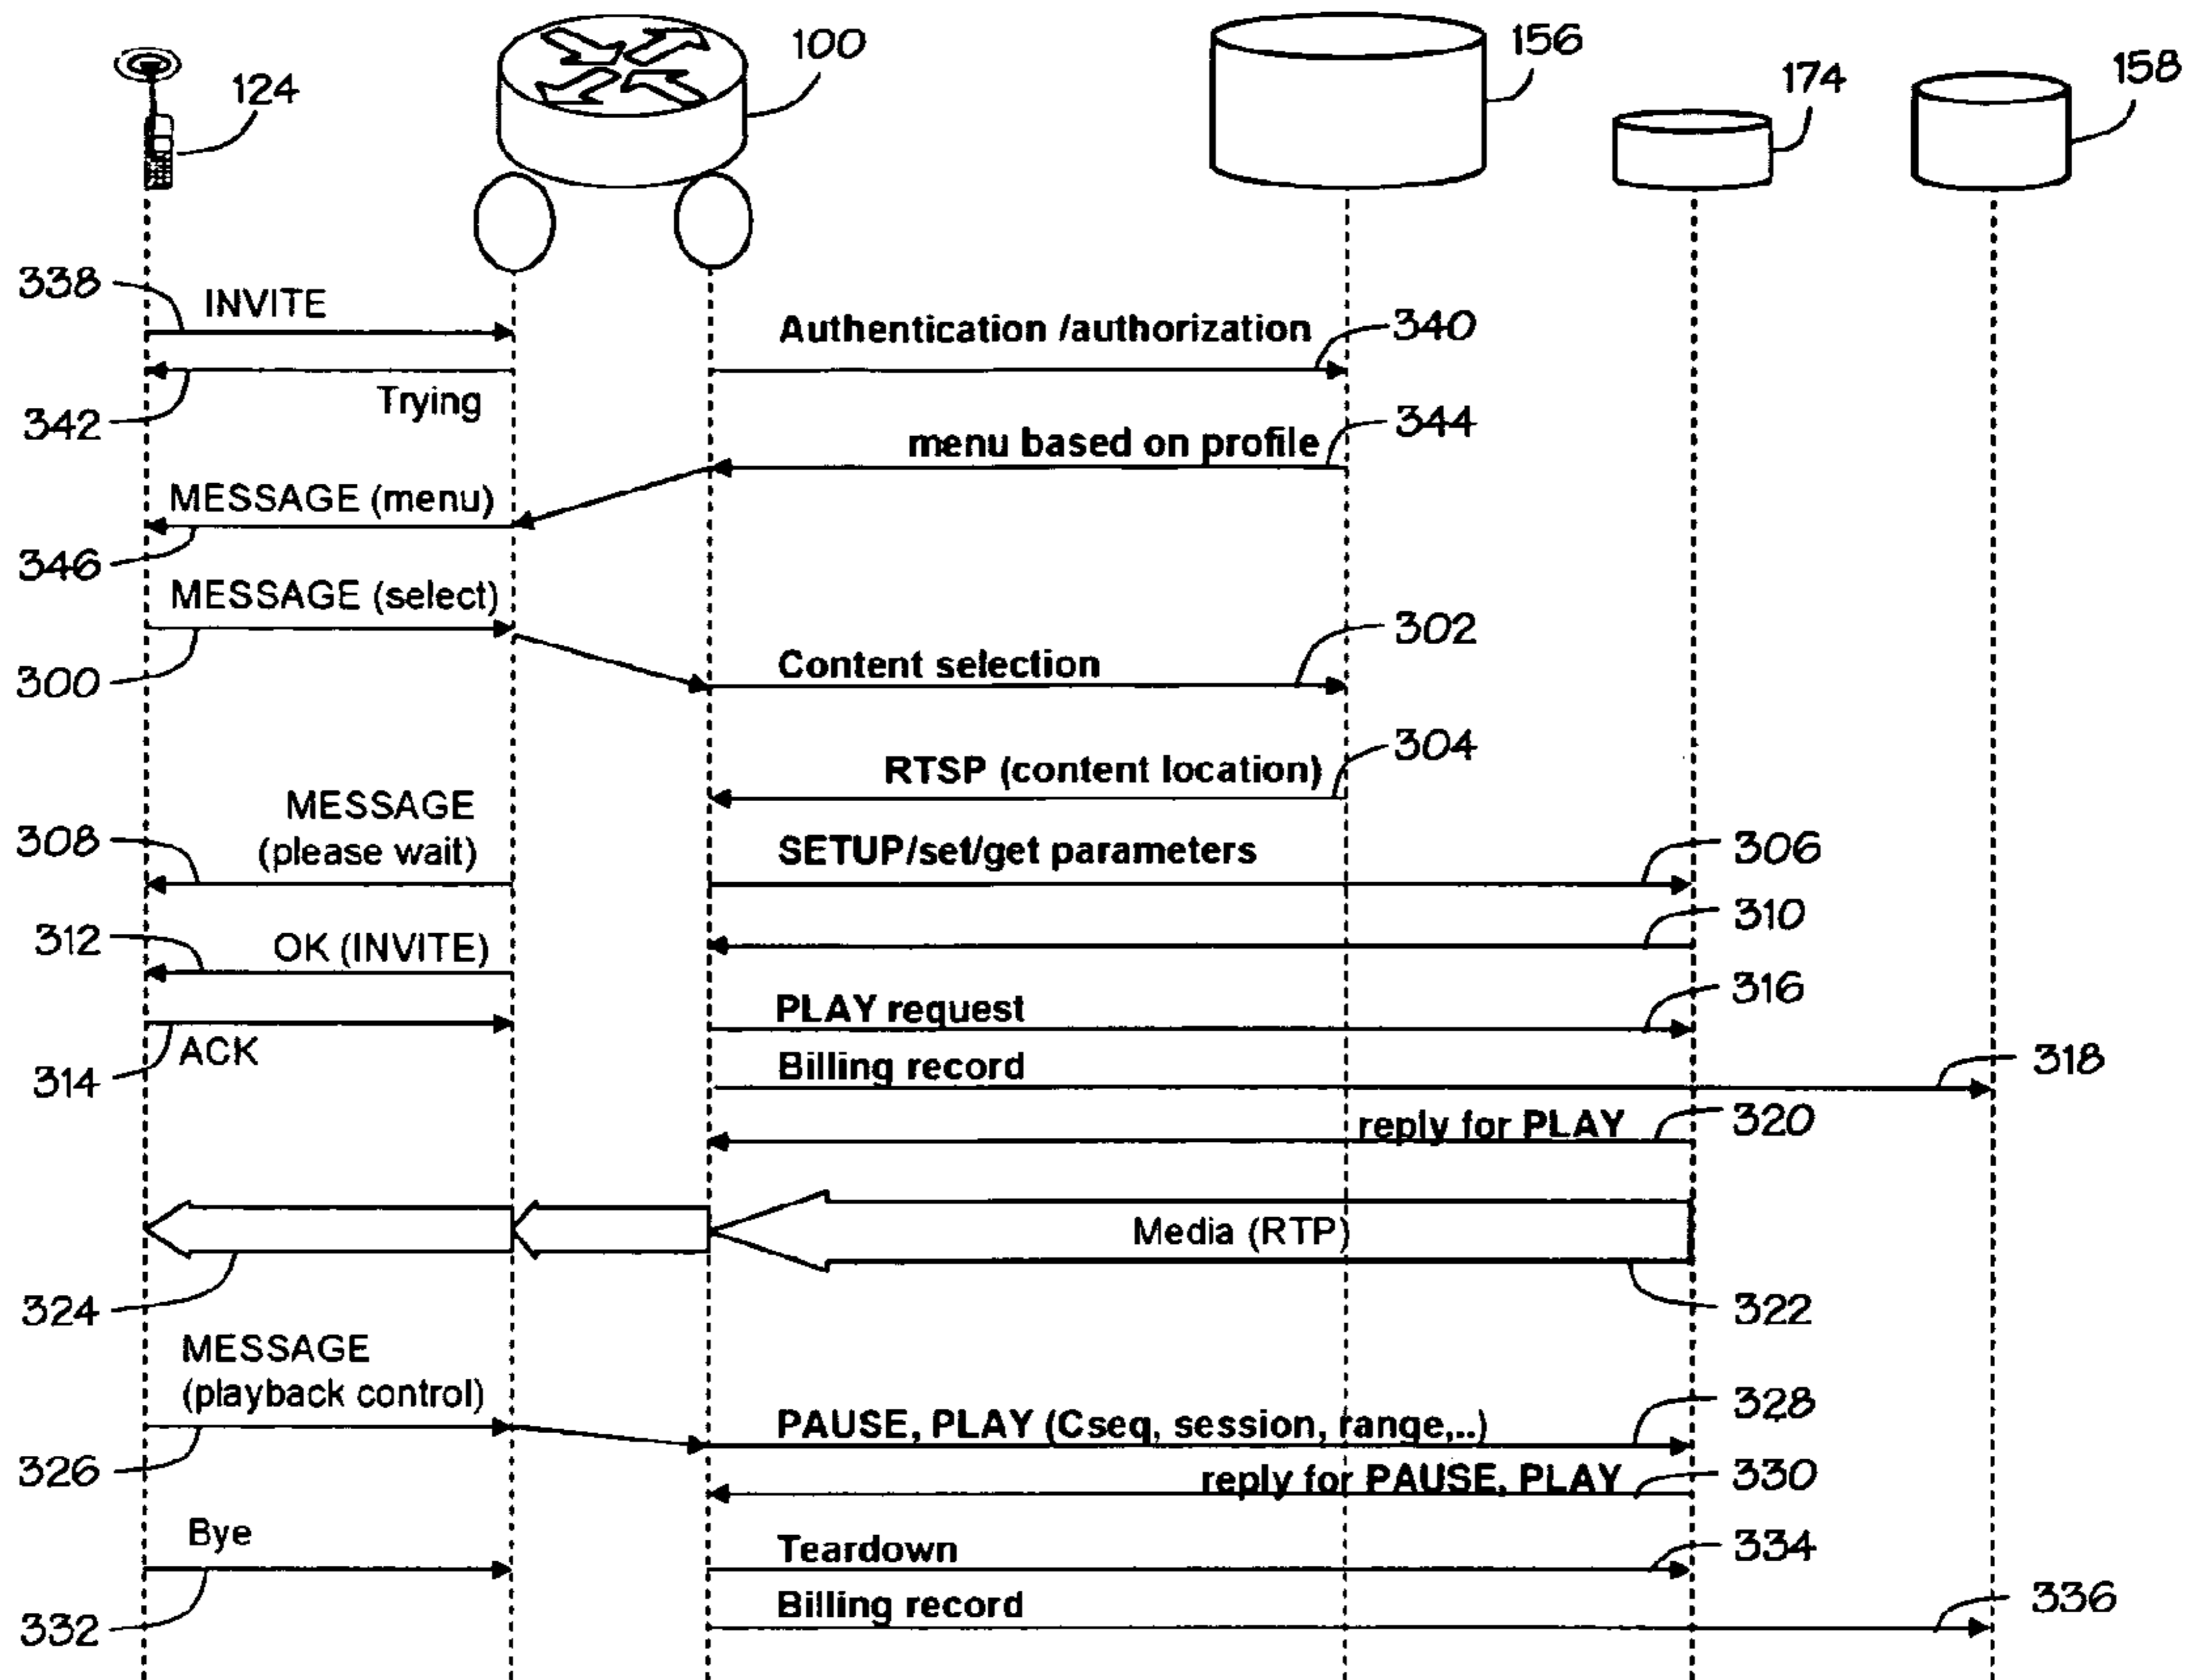 124
100
156
174
158
338
INVITE
Authentication /authorization
340
342
Trying
menu based on profile
344
MESSAGE (menu)
346
MESSAGE (select)
300
302
Content selection
304
RTSP (content location)
MESSAGE
(please wait)
308
SETUP/set/get parameters
306
310
312
OK (INVITE)
316
PLAY request
ACK
314
Billing record
318
reply for PLAY
320
Media (RTP)
324
322
MESSAGE
(playback control)
PAUSE, PLAY (Cseq, session, range,..)
328
326
reply for PAUSE, PLAY
330
Bye
Teardown
334
332
Billing record
336